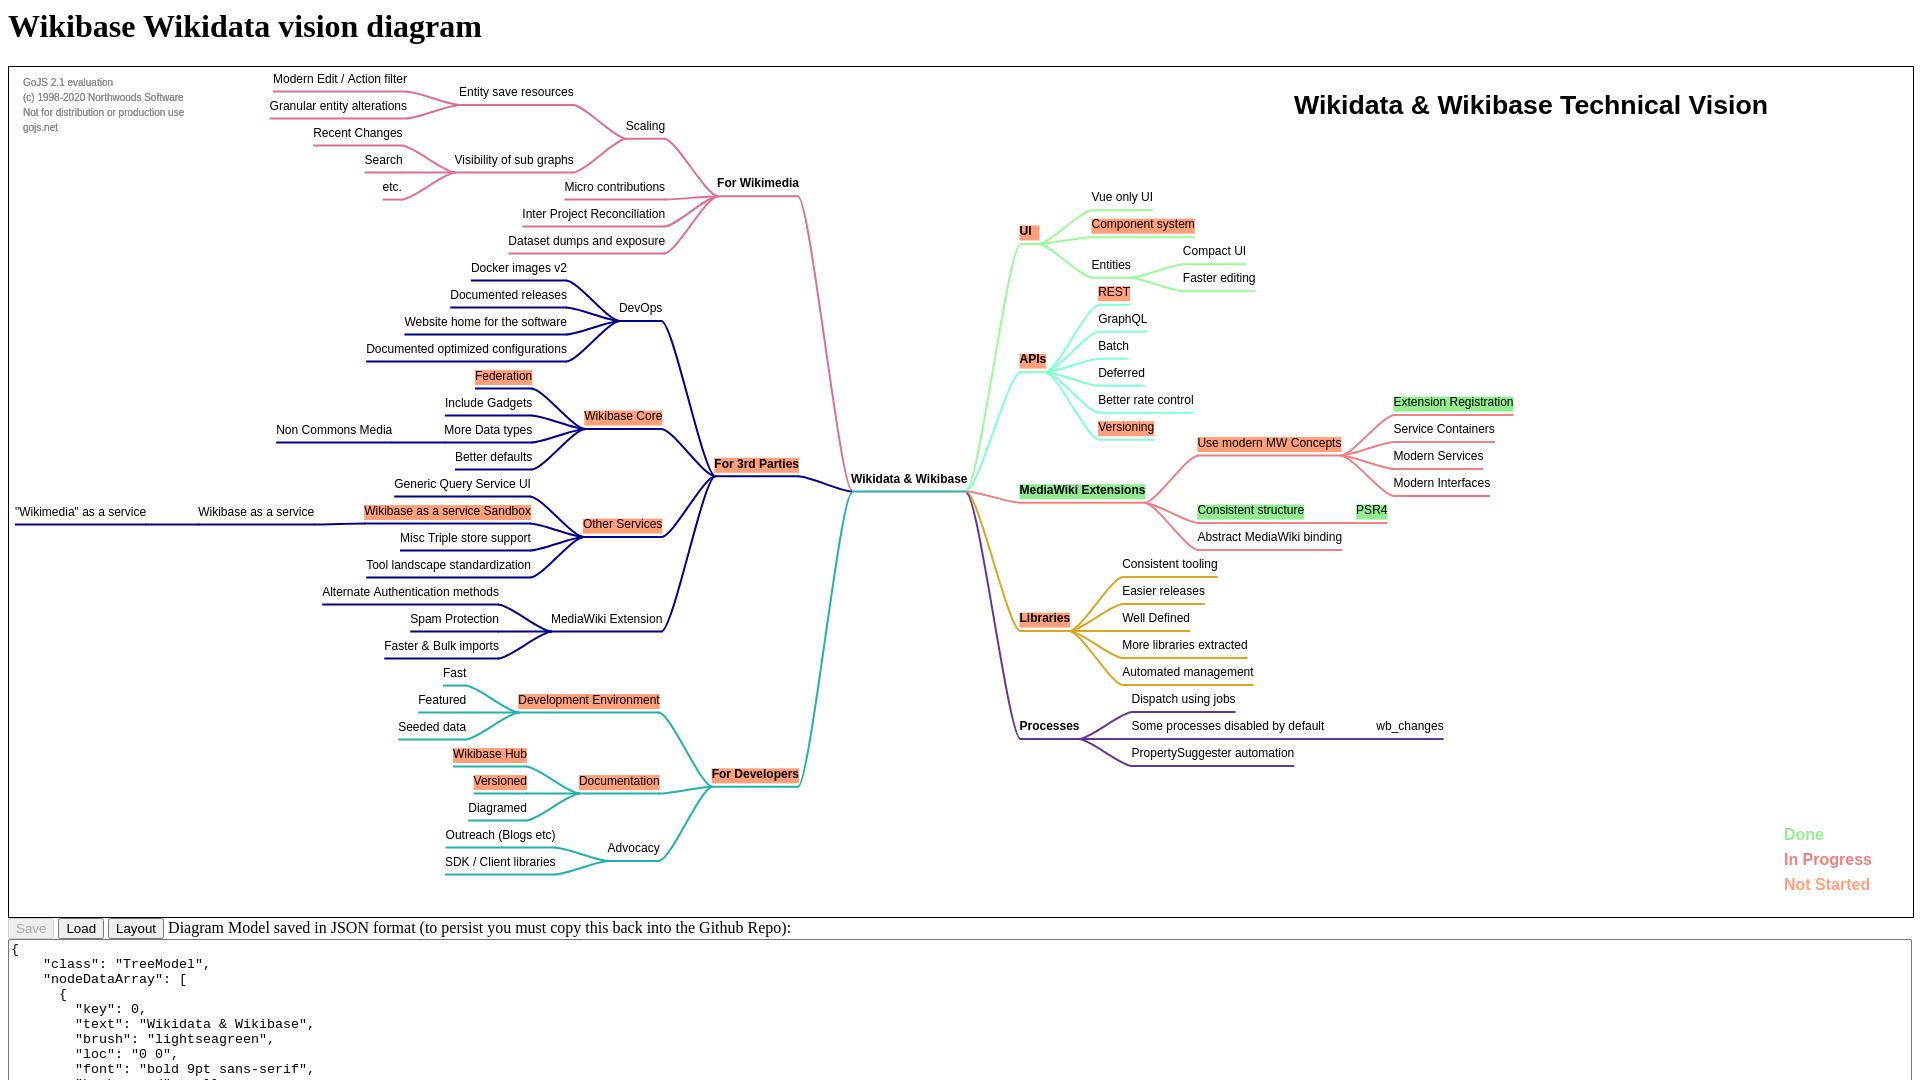 Wikibase Wikidata vision diagram
GoJS 2.1 evaluation
(c) 1998-2020 Northwoods Software
Not for distribution or production use
gojs.net
Wikidata & Wikibase Technical Vision
Modern Edit / Action filter
Granular entity alterations
Entity save resources
Recent Changes
Search
etc.
Visibility of sub graphs
Scaling
Micro contributions
Inter Project Reconciliation
Dataset dumps and exposure
For Wikimedia
Docker images v2
Documented releases
Website home for the software
Documented optimized configurations
DevOps
Federation
Include Gadgets
Non Commons Media
More Data types
Better defaults
Wikibase Core
For 3rd Parties
Generic Query Service UI
"Wikimedia" as a service
Wikibase as a service
Wikibase as a service Sandbox
Misc Triple store support
Tool landscape standardization
Other Services
Alternate Authentication methods
Spam Protection
Faster & Bulk imports
MediaWiki Extension
Fast
Featured
Seeded data
Development Environment
Wikibase Hub
Versioned
Diagramed
Documentation
For Developers
Outreach (Blogs etc)
SDK / Client libraries
Advocacy
Wikidata & Wikibase
UI
Vue only UI
Component system
Entities
Compact UI
Faster editing
APIs
REST
GraphQL
Batch
Deferred
Better rate control
Versioning
MediaWiki Extensions
Use modern MW Concepts
Extension Registration
Service Containers
Modern Services
Modern Interfaces
Consistent structure
PSR4
Abstract MediaWiki binding
Libraries
Consistent tooling
Easier releases
Well Defined
More libraries extracted
Automated management
Processes
Dispatch using jobs
Some processes disabled by default
wb_changes
PropertySuggester automation
Done
In Progress
Not Started
Save Load Layout Diagram Model saved in JSON format (to persist you must copy this back into the Github Repo):
{
"class": "TreeModel",
"nodeDataArray": [
{
"key": 0,
"text": "Wikidata & Wikibase",
"brush": "lightseagreen",
"loc": "0 0",
"font": "bold 9pt sans-serif",